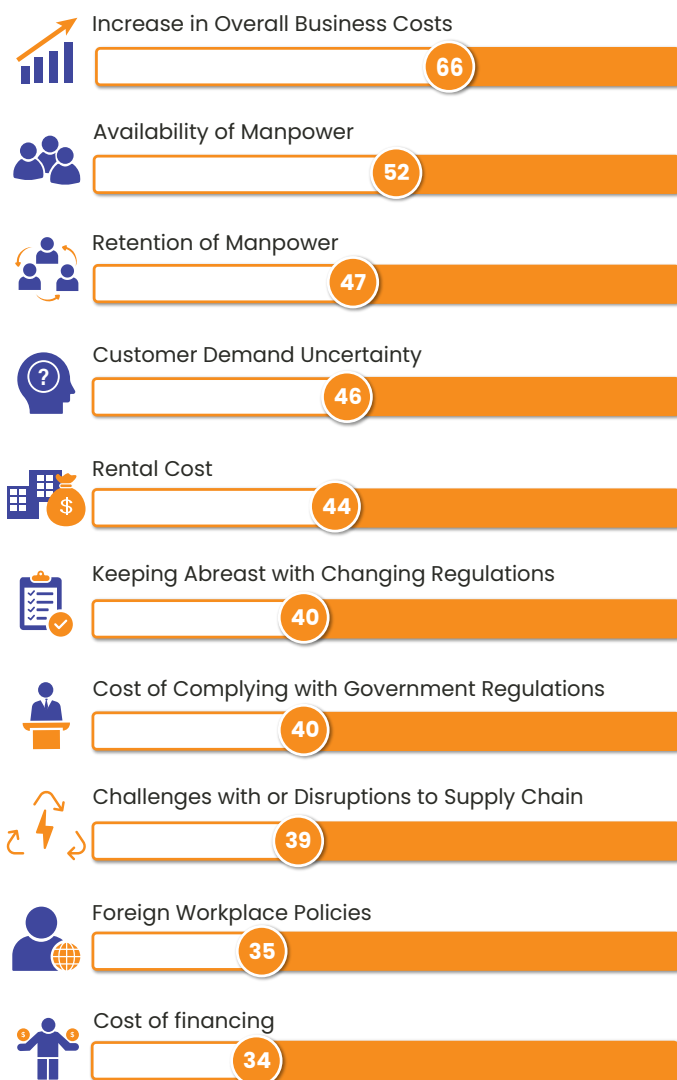 Increase in Overall Business Costs
66
Availability of Manpower
52
Retention of Manpower
47
Customer Demand Uncertainty
?
46
Rental Cost
$
44
Keeping Abreast with Changing Regulations
40
Cost of Complying with Government Regulations
40
Challenges with or Disruptions to Supply Chain
39
Foreign Workplace Policies
35
Cost of financing
$ $
34